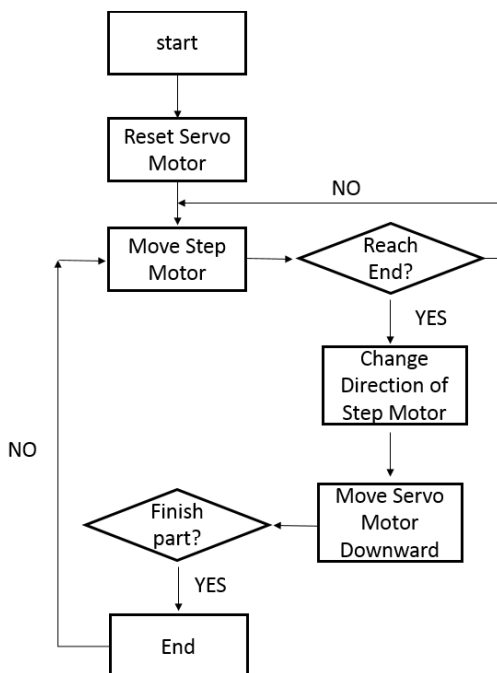 start
Reset Servo
Motor
NO
Move Step
Motor
Reach
End?
YES
Change
Direction of
Step Motor
NO
Finish
part?
Move Servo
Motor
Downward
YES
End